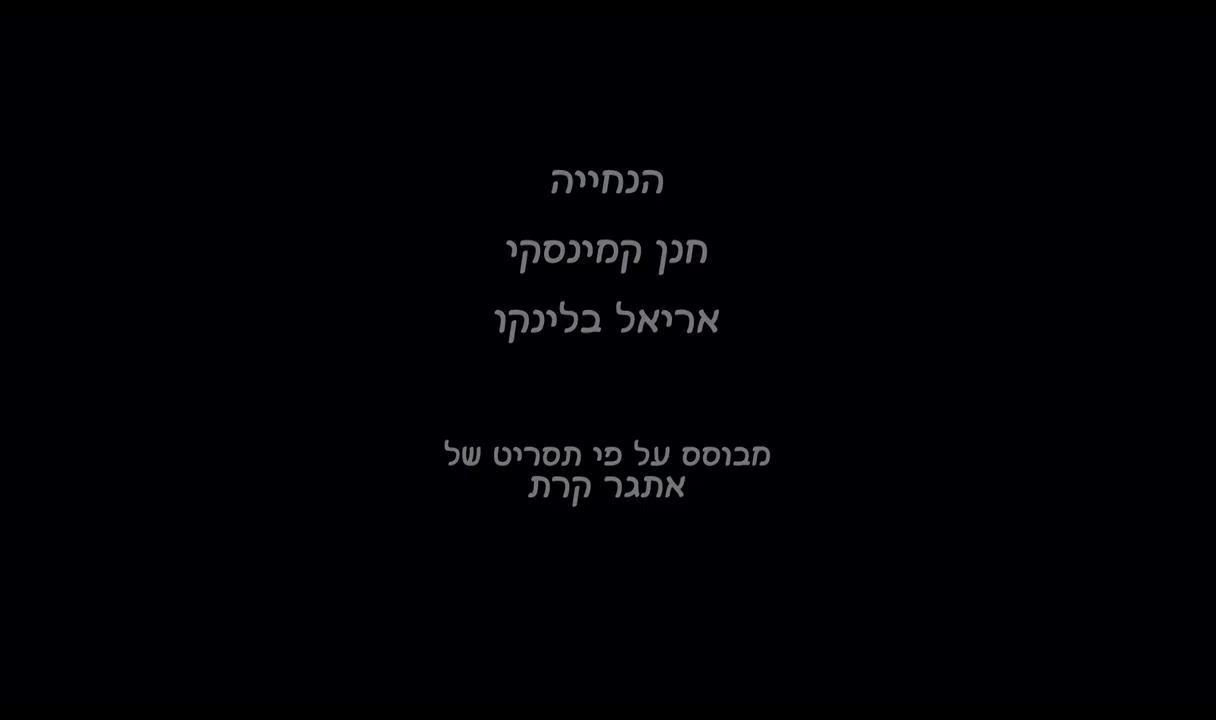 הנחייה
חנן קמינסקי
אריאל בלינקו
מבוסס על פי תסריט של
אתגר קרת